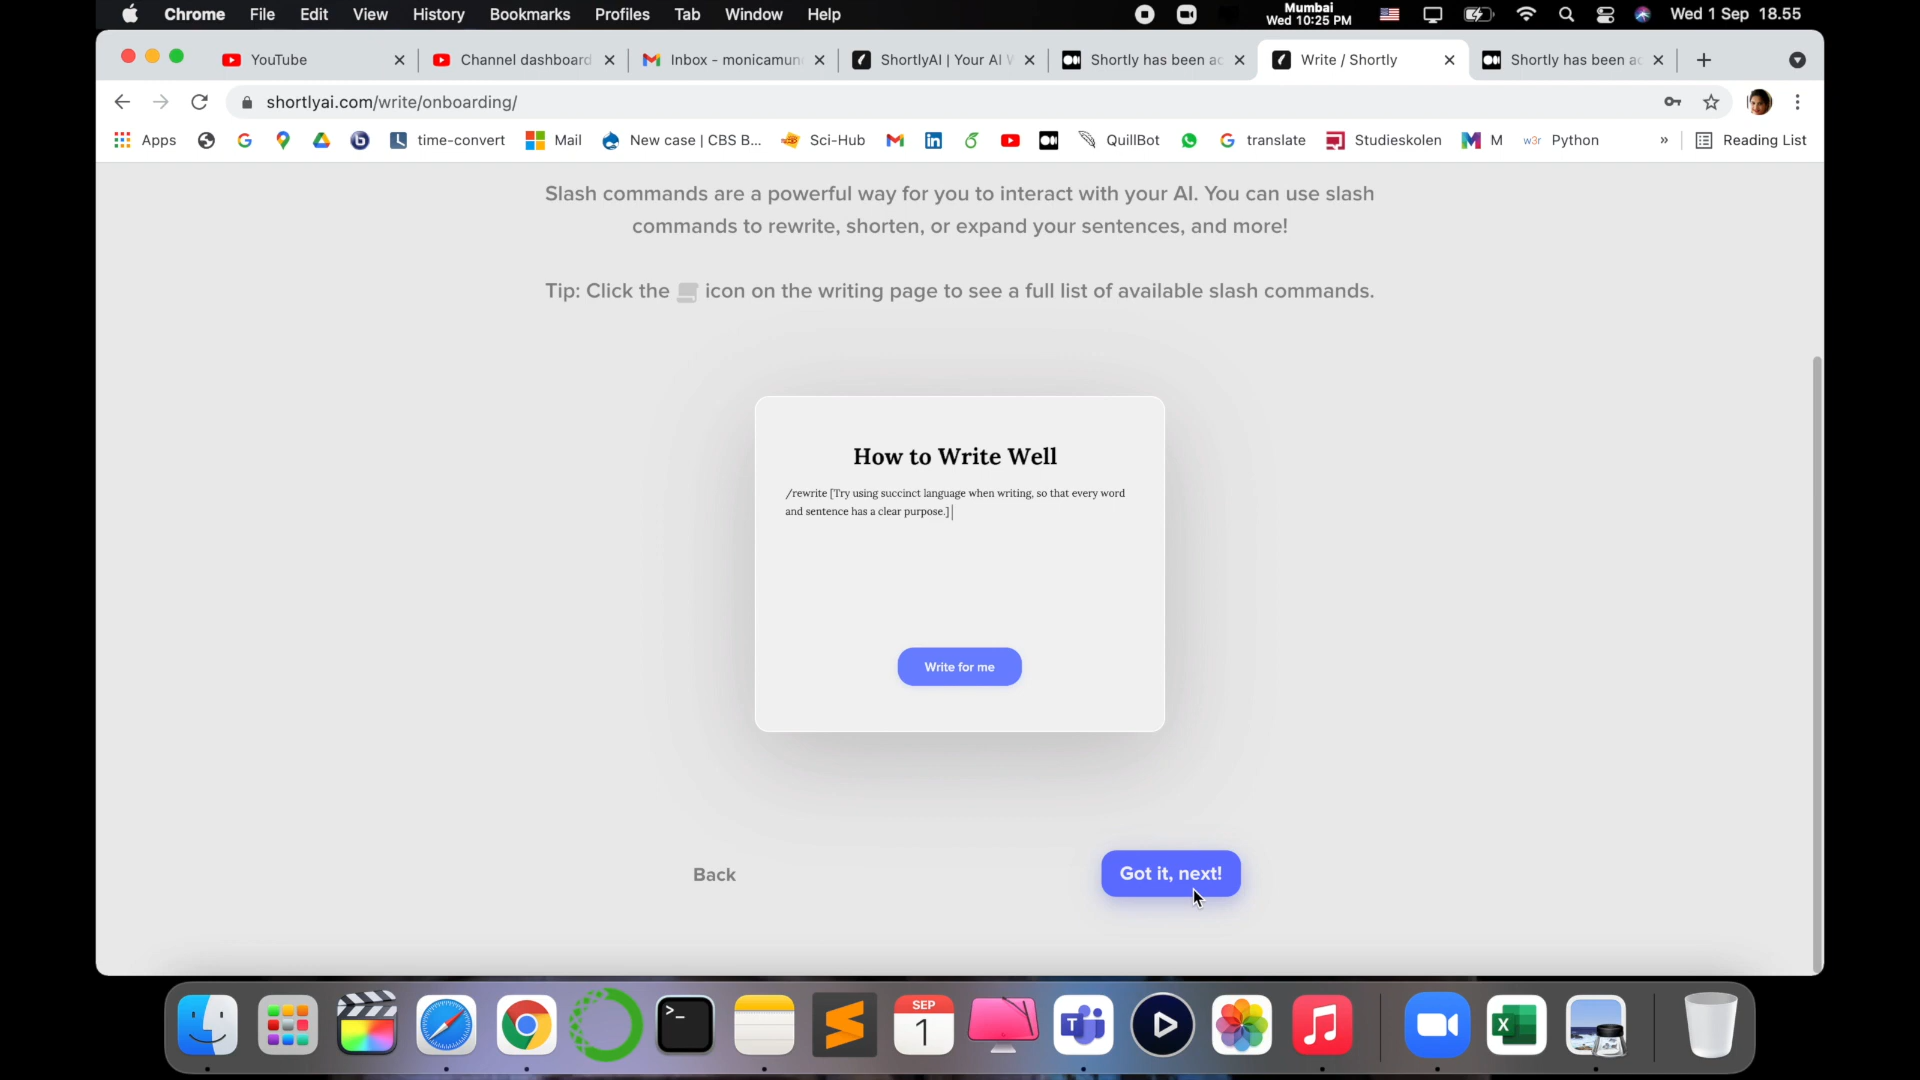 Chrome File Edit View History Bookmarks Profiles Tab Window Help
Mumbai
Wed 10:25 PM
Wed 1 Sep 18.55
YouTube
Channel dashboard
Inbox - monicamun
ShortlyAI | Your AI
Shortly has been ac
Write / Shortly
Shortly has been a
shortlyai.com/write/onboarding/
Apps
time-convert
Mail
New case | CBS B...
Sci-Hub
QuillBot
translate
Studieskolen
M
w3r Python
»
Reading List
Slash commands are a powerful way for you to interact with your AI. You can use slash
commands to rewrite, shorten, or expand your sentences, and more!
Tip: Click the icon on the writing page to see a full list of available slash commands.
How to Write Well
/rewrite [Try using succinct language when writing, so that every word
and sentence has a clear purpose.]
Write for me
Back
Got it, next!
SEP
1